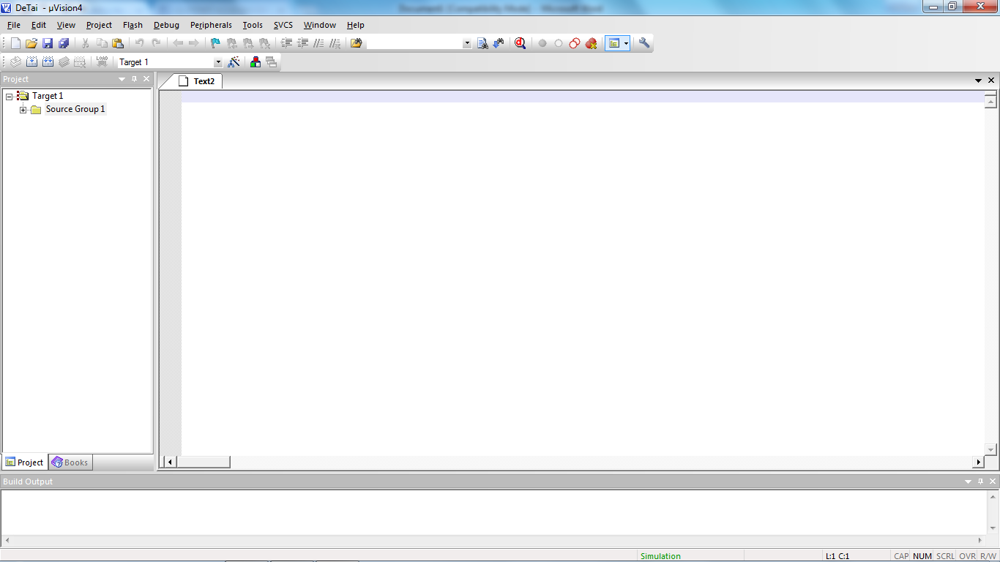 DeTai - µVision4
File Edit View Project Flash Debug Peripherals Tools SVCS Window Help
LOAD
Target 1
Project
Text2
Target 1
Source Group 1
Project Books
Build Output
Simulation L:1 C:1 CAP NUM SCRL OVR R/W